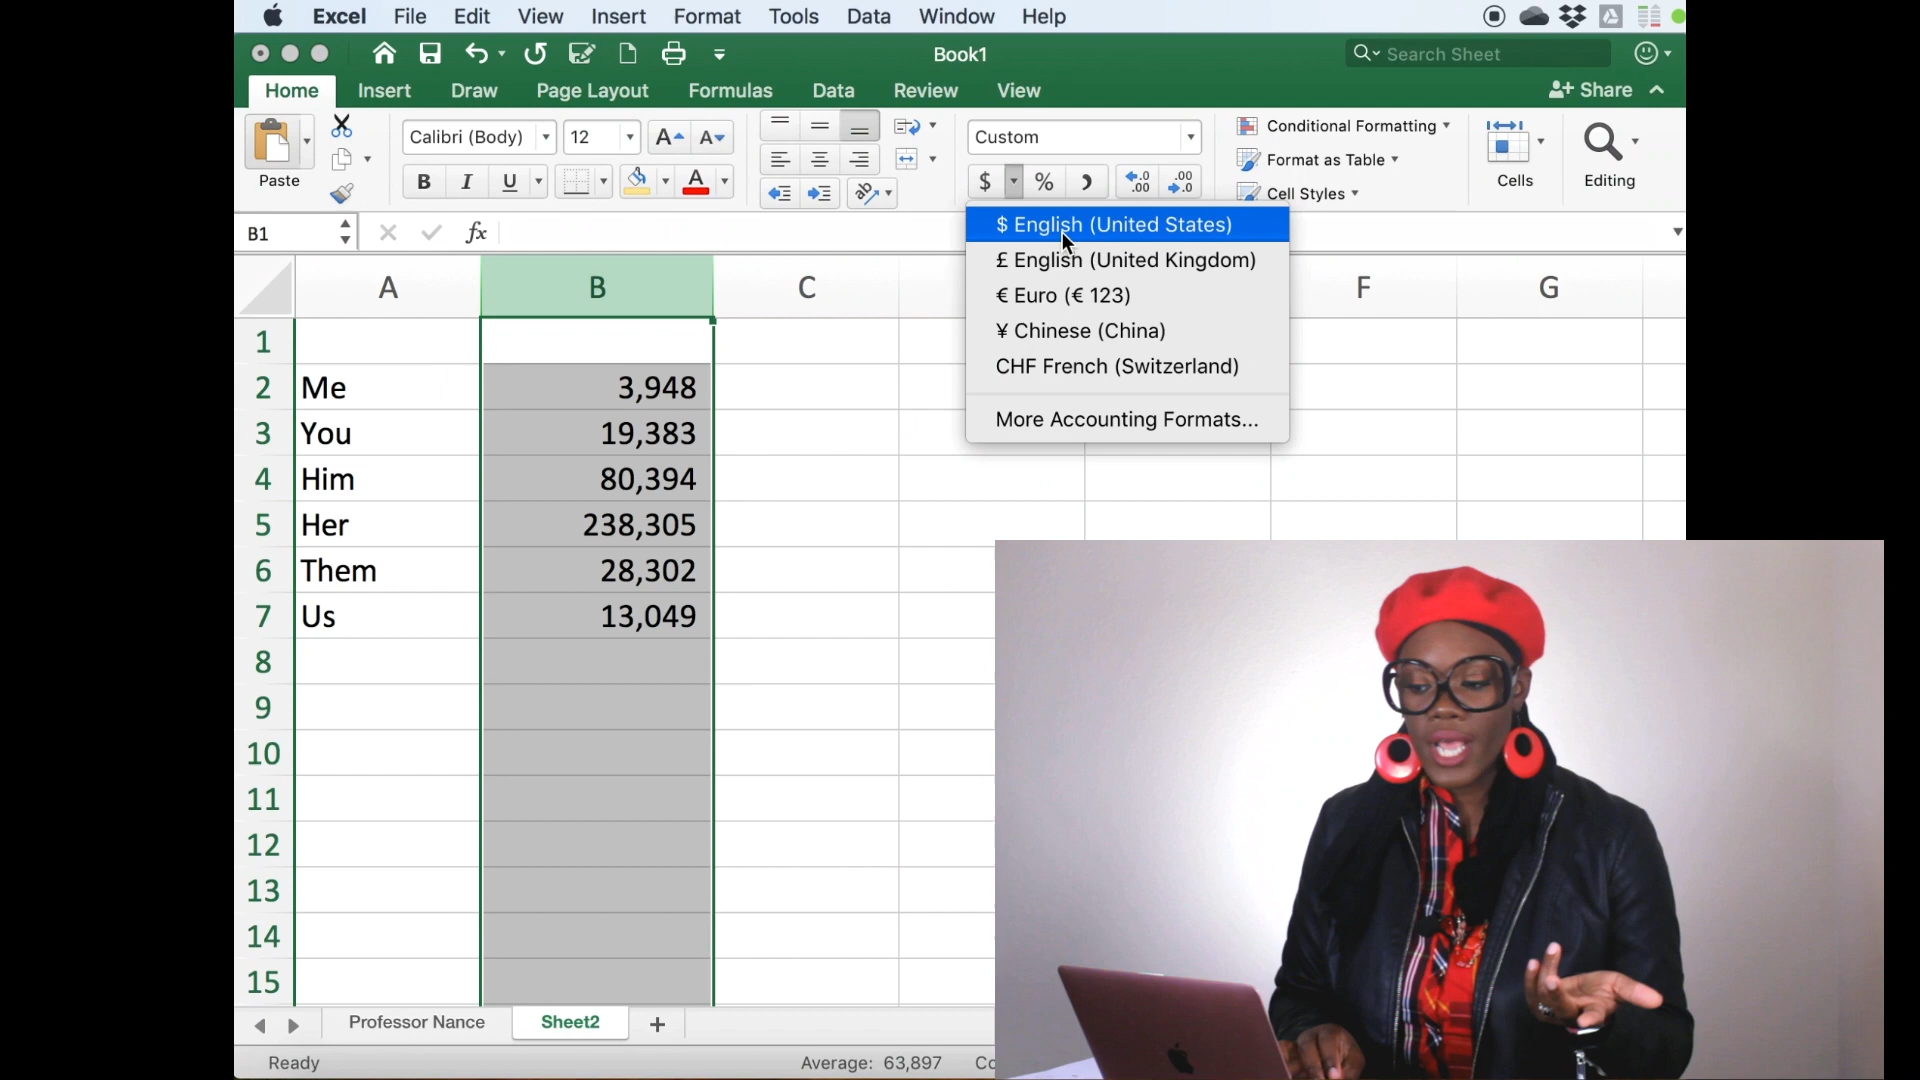 Excel File Edit View Insert Format Tools Data Window Help
Book1
Search Sheet
Home Insert Draw Page Layout Formulas Data Review View
Share
Paste
Calibri (Body) 12
B I U
Custom
$ % 
Conditional Formatting
Format as Table
Cell Styles
Cells
Editing
B1
fx
$ English (United States)
£ English (United Kingdom)
€ Euro (€ 123)
¥ Chinese (China)
CHF French (Switzerland)
More Accounting Formats...
A B C F G
1
2 Me 3,948
3 You 19,383
4 Him 80,394
5 Her 238,305
6 Them 28,302
7 Us 13,049
8
9
10
11
12
13
14
15
Professor Nance Sheet2 +
Ready Average: 63,897